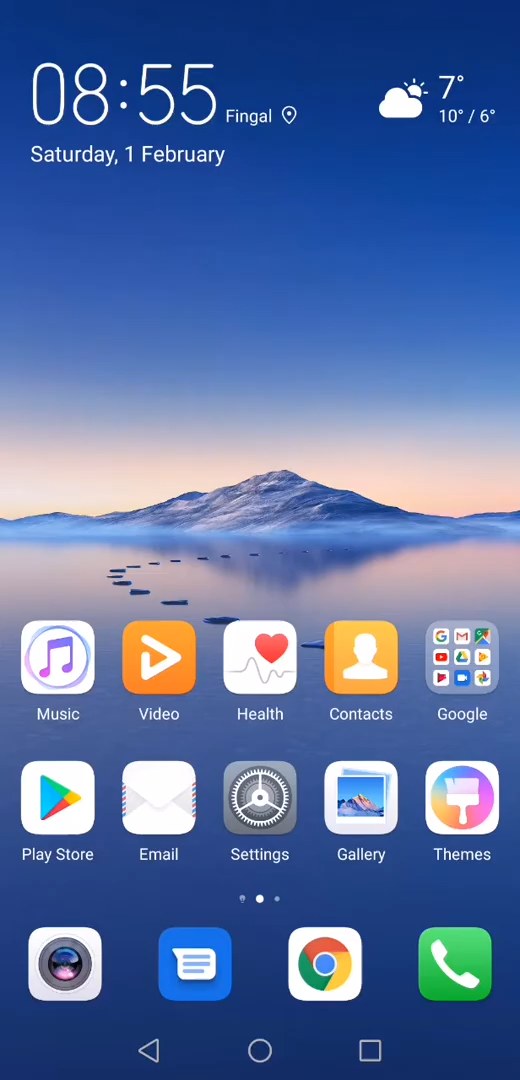 08:55 Fingal
7°
10° / 6°
Saturday, 1 February
Music Video Health Contacts Google
Play Store Email Settings Gallery Themes